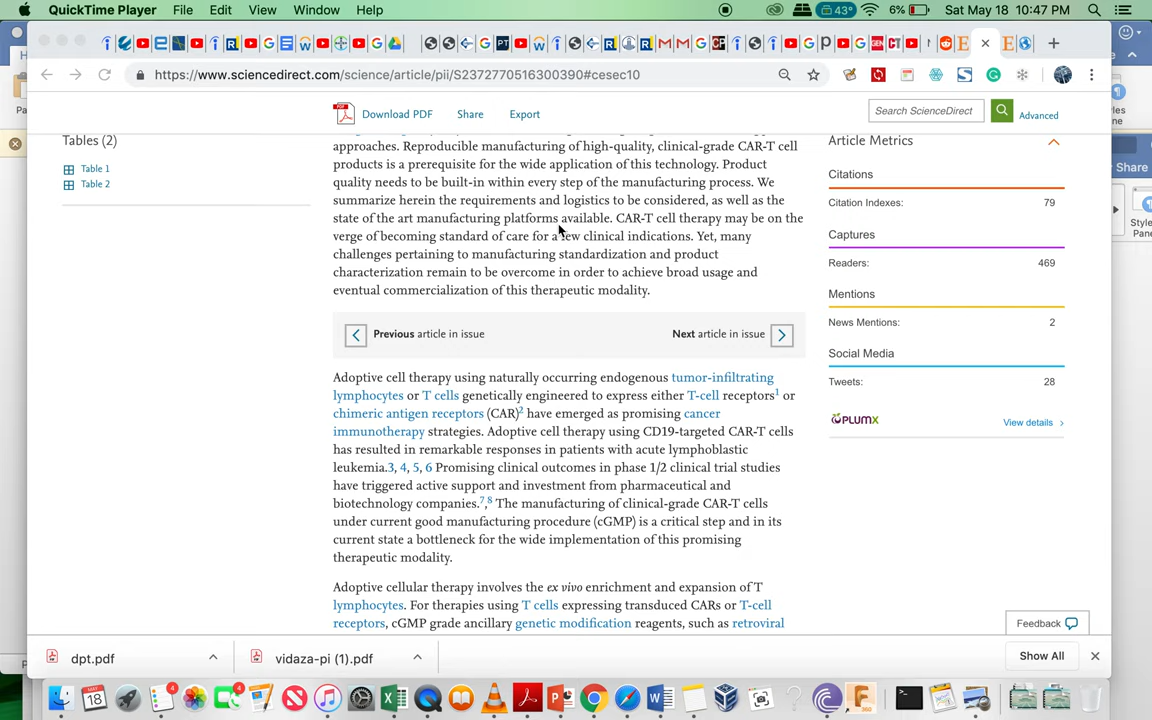 QuickTime Player File Edit View Window Help
43° 6% Sat May 18 10:47 PM
https://www.sciencedirect.com/science/article/pii/S2372770516300390#cesec10
Download PDF Share Export
Search ScienceDirect
Advanced
Tables (2)
Table 1
Table 2
approaches. Reproducible manufacturing of high-quality, clinical-grade CAR-T cell
products is a prerequisite for the wide application of this technology. Product
quality needs to be built-in within every step of the manufacturing process. We
summarize herein the requirements and logistics to be considered, as well as the
state of the art manufacturing platforms available. CAR-T cell therapy may be on the
verge of becoming standard of care for a few clinical indications. Yet, many
challenges pertaining to manufacturing standardization and product
characterization remain to be overcome in order to achieve broad usage and
eventual commercialization of this therapeutic modality.
Previous article in issue
Next article in issue
Adoptive cell therapy using naturally occurring endogenous tumor-infiltrating
lymphocytes or T cells genetically engineered to express either T-cell receptors1 or
chimeric antigen receptors (CAR)2 have emerged as promising cancer
immunotherapy strategies. Adoptive cell therapy using CD19-targeted CAR-T cells
has resulted in remarkable responses in patients with acute lymphoblastic
leukemia.3, 4, 5, 6 Promising clinical outcomes in phase 1/2 clinical trial studies
have triggered active support and investment from pharmaceutical and
biotechnology companies.7,8 The manufacturing of clinical-grade CAR-T cells
under current good manufacturing procedure (cGMP) is a critical step and in its
current state a bottleneck for the wide implementation of this promising
therapeutic modality.
Adoptive cellular therapy involves the ex vivo enrichment and expansion of T
lymphocytes. For therapies using T cells expressing transduced CARs or T-cell
receptors, cGMP grade ancillary genetic modification reagents, such as retroviral
Article Metrics
Citations
Citation Indexes: 79
Captures
Readers: 469
Mentions
News Mentions: 2
Social Media
Tweets: 28
PLUMX
View details
Feedback
Share
dpt.pdf
vidaza-pi (1).pdf
Show All